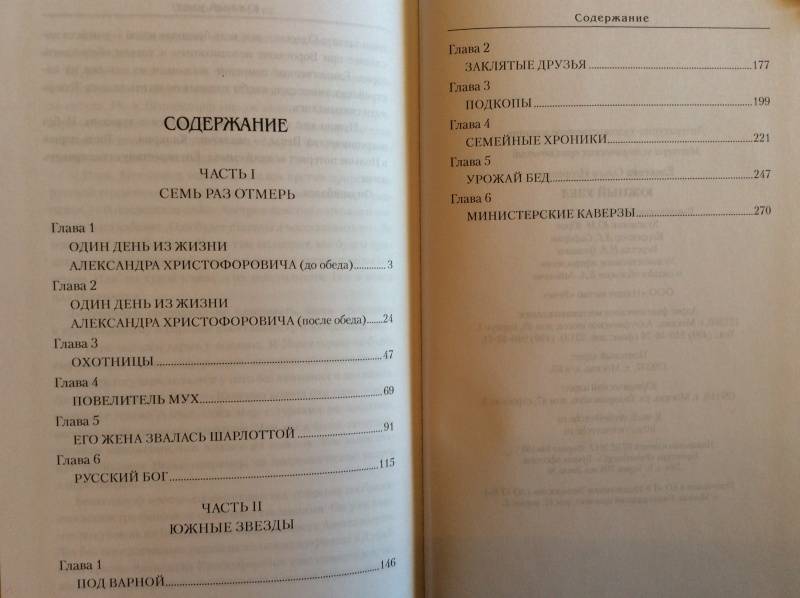 СОДЕРЖАНИЕ
ЧАСТЬ I
СЕМЬ РАЗ ОТМЕРЬ
Глава 1
ОДИН ДЕНЬ ИЗ ЖИЗНИ
АЛЕКСАНДРА ХРИСТОФОРОВИЧА (до обеда)............3
Глава 2
ОДИН ДЕНЬ ИЗ ЖИЗНИ
АЛЕКСАНДРА ХРИСТОФОРОВИЧА (после обеда)......24
Глава 3
ОХОТНИЦЫ......47
Глава 4
ПОВЕЛИТЕЛЬ МУХ......69
Глава 5
ЕГО ЖЕНА ЗВАЛАСЬ ШАРЛОТТОЙ......91
Глава 6
РУССКИЙ БОГ......115
ЧАСТЬ II
ЮЖНЫЕ ЗВЕЗДЫ
Глава 1
ПОД ВАРНОЙ......146
Содержание
Глава 2
ЗАКЛЯТЫЕ ДРУЗЬЯ......177
Глава 3
ПОДКОПЫ......199
Глава 4
СЕМЕЙНЫЕ ХРОНИКИ......221
Глава 5
УРОЖАЙ БЕД......247
Глава 6
МИНИСТЕРСКИЕ КАВЕРЗЫ......270